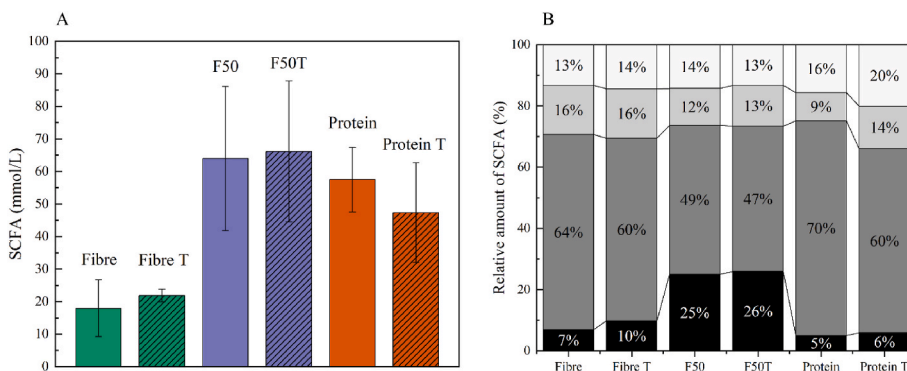 A
SCFA (mmol/L)
100
90
80
70
60
50
40
30
20
10
0
Fibre
Fibre T
F50
F50T
Protein
Protein T
B
Relative amount of SCFA (%)
100
80
60
40
20
0
13% 14% 14% 13% 16% 20%
16% 16% 12% 13% 9% 14%
64% 60% 49% 47% 70% 60%
7% 10% 25% 26% 5% 6%
Fibre Fibre T F50 F50T Protein Protein T